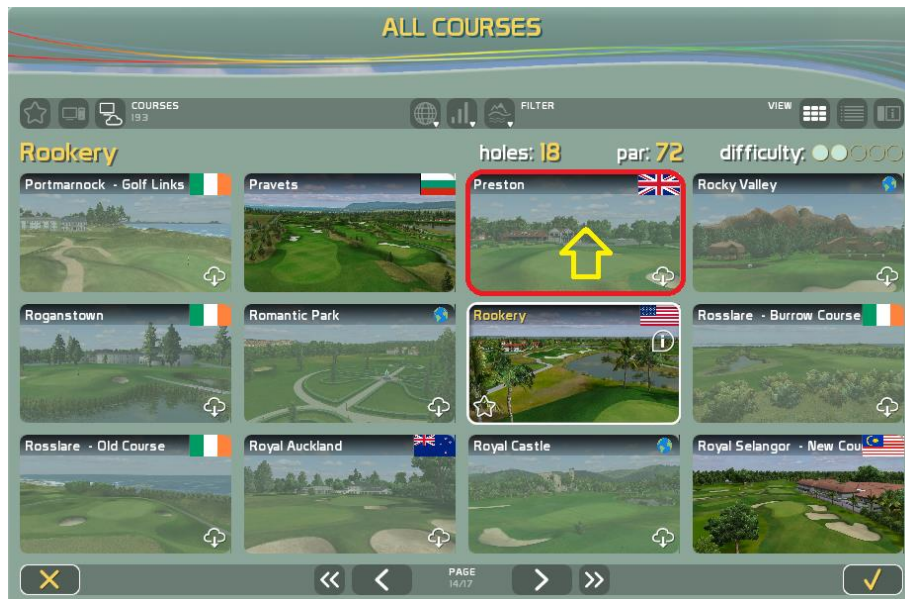 ALL COURSES
COURSES
193
FILTER
VIEW
Rookery
holes: 18 par: 72 difficulty:
Portmarnock - Golf Links
Pravets
Preston
Rocky Valley
Roganstown
Romantic Park
Rookery
Rosslare - Burrow Course
Rosslare - Old Course
Royal Auckland
Royal Castle
Royal Selangor - New Cou
PAGE
14/17